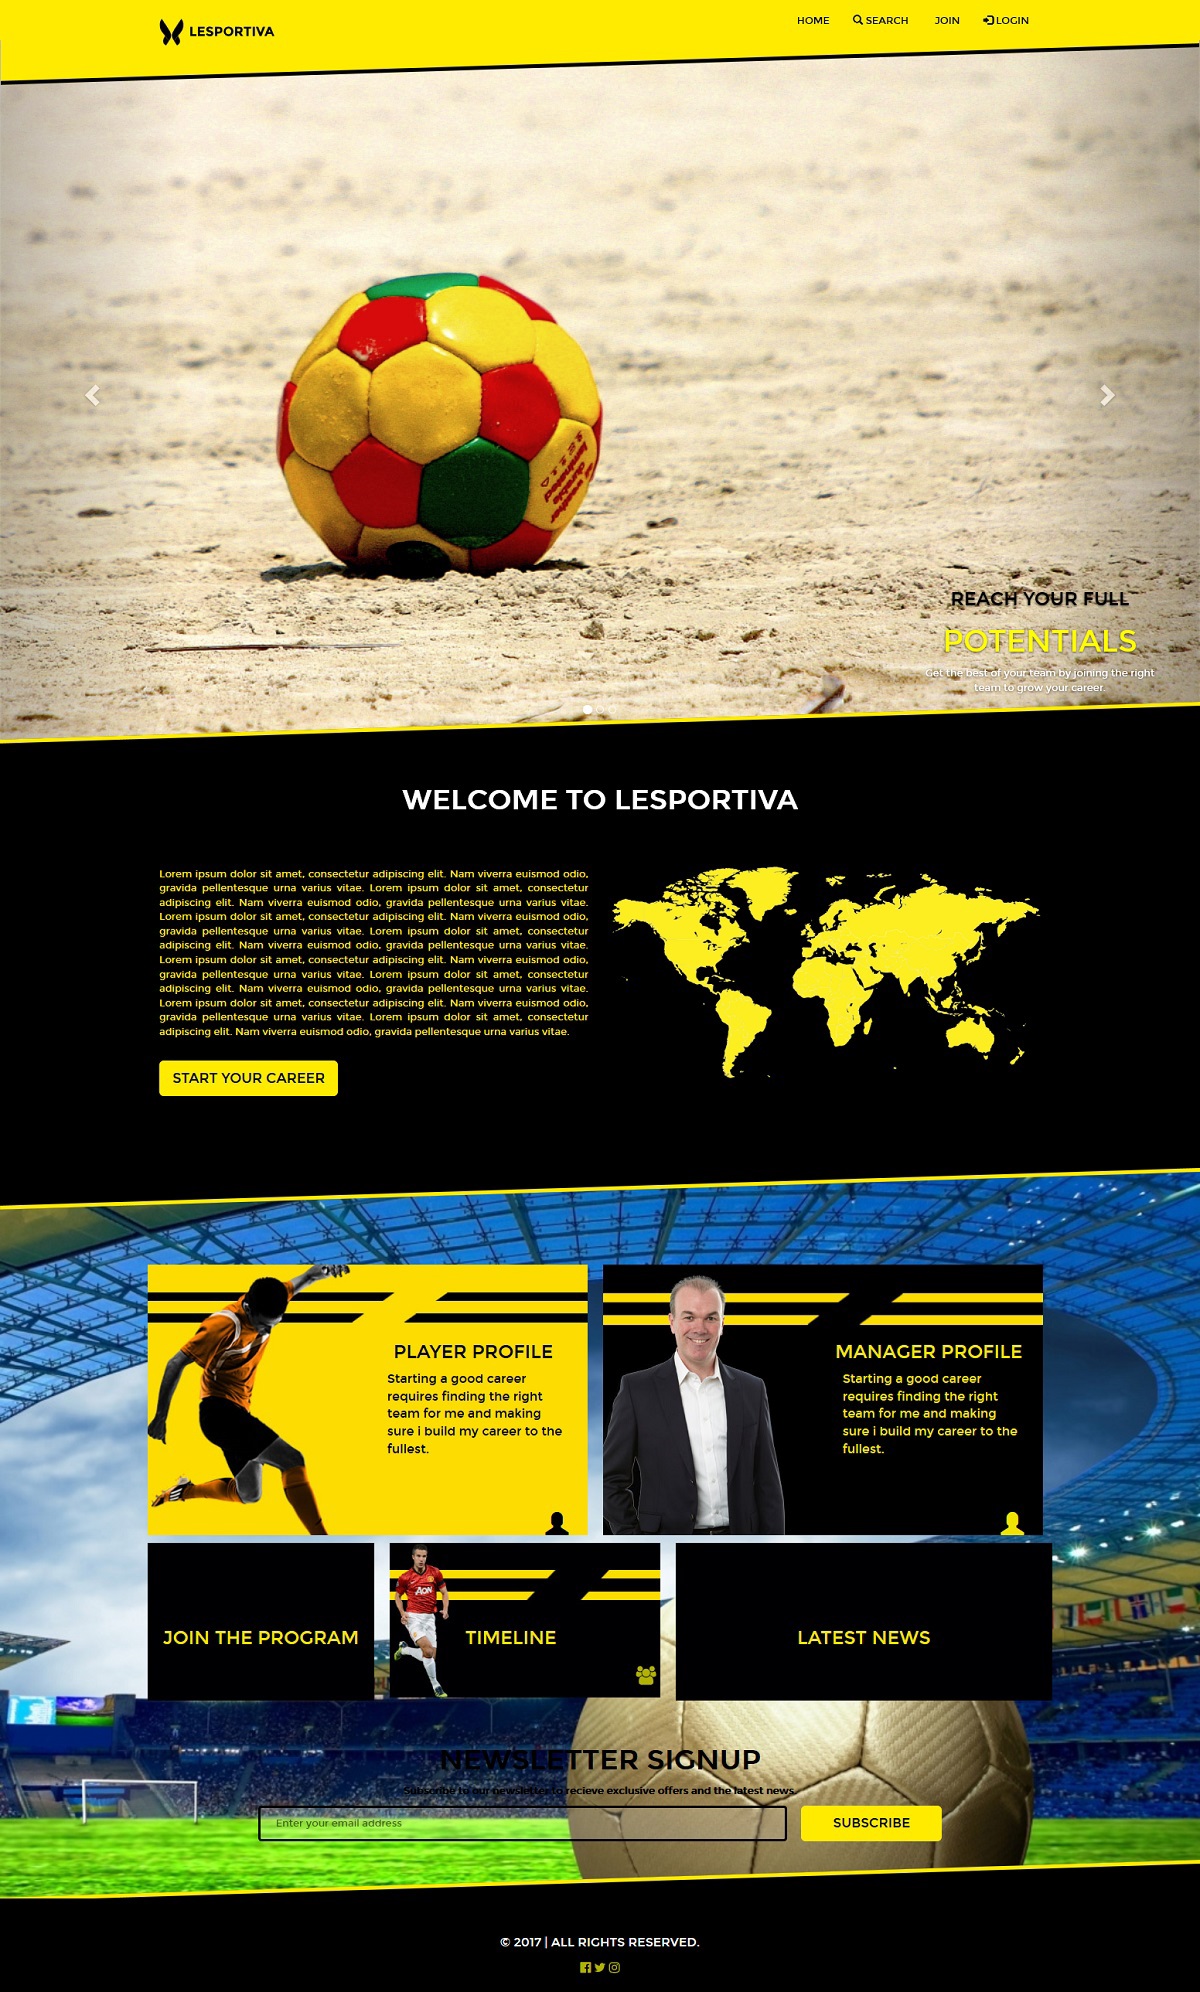 LESPORTIVA
HOME SEARCH JOIN LOGIN
REACH YOUR FULL
POTENTIALS
Get the best of your team by joining the right
team to grow your career.
WELCOME TO LESPORTIVA
Lorem ipsum dolor sit amet, consectetur adipiscing elit. Nam viverra euismod odio,
gravida pellentesque urna varius vitae. Lorem ipsum dolor sit amet, consectetur
adipiscing elit. Nam viverra euismod odio, gravida pellentesque urna varius vitae.
Lorem ipsum dolor sit amet, consectetur adipiscing elit. Nam viverra euismod odio,
gravida pellentesque urna varius vitae. Lorem ipsum dolor sit amet, consectetur
adipiscing elit. Nam viverra euismod odio, gravida pellentesque urna varius vitae.
Lorem ipsum dolor sit amet, consectetur adipiscing elit. Nam viverra euismod odio,
gravida pellentesque urna varius vitae. Lorem ipsum dolor sit amet, consectetur
adipiscing elit. Nam viverra euismod odio, gravida pellentesque urna varius vitae.
Lorem ipsum dolor sit amet, consectetur adipiscing elit. Nam viverra euismod odio,
gravida pellentesque urna varius vitae. Lorem ipsum dolor sit amet, consectetur
adipiscing elit. Nam viverra euismod odio, gravida pellentesque urna varius vitae.
START YOUR CAREER
PLAYER PROFILE
Starting a good career
requires finding the right
team for me and making
sure i build my career to the
fullest.
MANAGER PROFILE
Starting a good career
requires finding the right
team for me and making
sure i build my career to the
fullest.
JOIN THE PROGRAM
AON
TIMELINE
LATEST NEWS
NEWSLETTER SIGNUP
Subscribe to our newsletter to recieve exclusive offers and the latest news.
Enter your email address
SUBSCRIBE
© 2017 | ALL RIGHTS RESERVED.